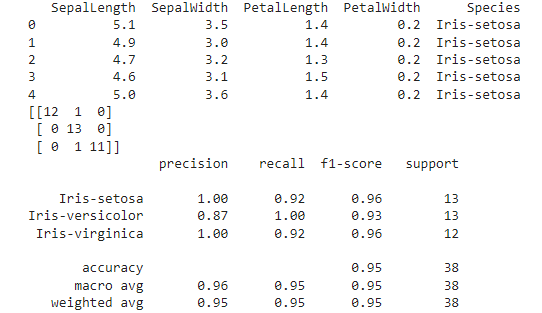 SepalLength SepalWidth PetalLength PetalWidth Species
0 5.1 3.5 1.4 0.2 Iris-setosa
1 4.9 3.0 1.4 0.2 Iris-setosa
2 4.7 3.2 1.3 0.2 Iris-setosa
3 4.6 3.1 1.5 0.2 Iris-setosa
4 5.0 3.6 1.4 0.2 Iris-setosa
[[12 1 0]
[ 0 13 0]
[ 0 1 11]]
precision recall f1-score support
Iris-setosa 1.00 0.92 0.96 13
Iris-versicolor 0.87 1.00 0.93 13
Iris-virginica 1.00 0.92 0.96 12
accuracy 0.95 38
macro avg 0.96 0.95 0.95 38
weighted avg 0.95 0.95 0.95 38